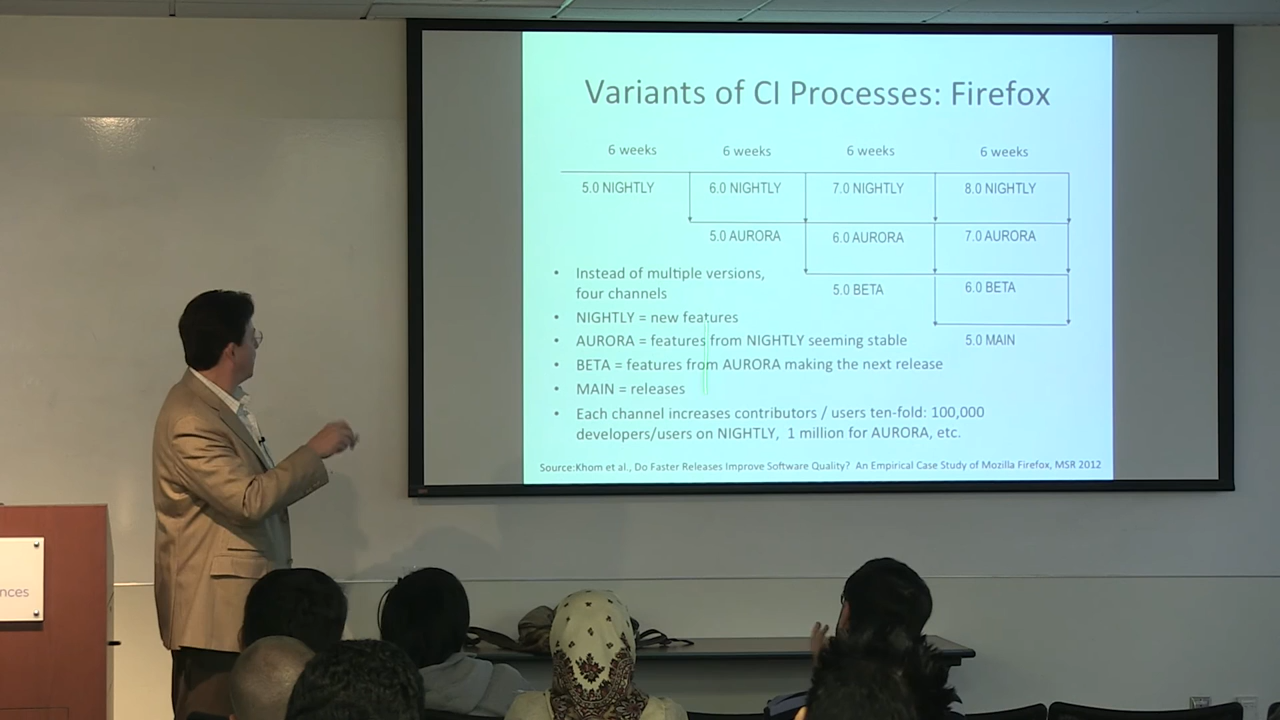 Variants of CI Processes: Firefox
6 weeks 6 weeks 6 weeks 6 weeks
5.0 NIGHTLY 6.0 NIGHTLY 7.0 NIGHTLY 8.0 NIGHTLY
5.0 AURORA 6.0 AURORA 7.0 AURORA
• Instead of multiple versions,
four channels
5.0 BETA 6.0 BETA
• NIGHTLY = new features
• AURORA = features from NIGHTLY seeming stable
5.0 MAIN
• BETA = features from AURORA making the next release
• MAIN = releases
• Each channel increases contributors / users ten-fold: 100,000
developers/users on NIGHTLY, 1 million for AURORA, etc.
Source:Khom et al., Do Faster Releases Improve Software Quality? An Empirical Case Study of Mozilla Firefox, MSR 2012
nces